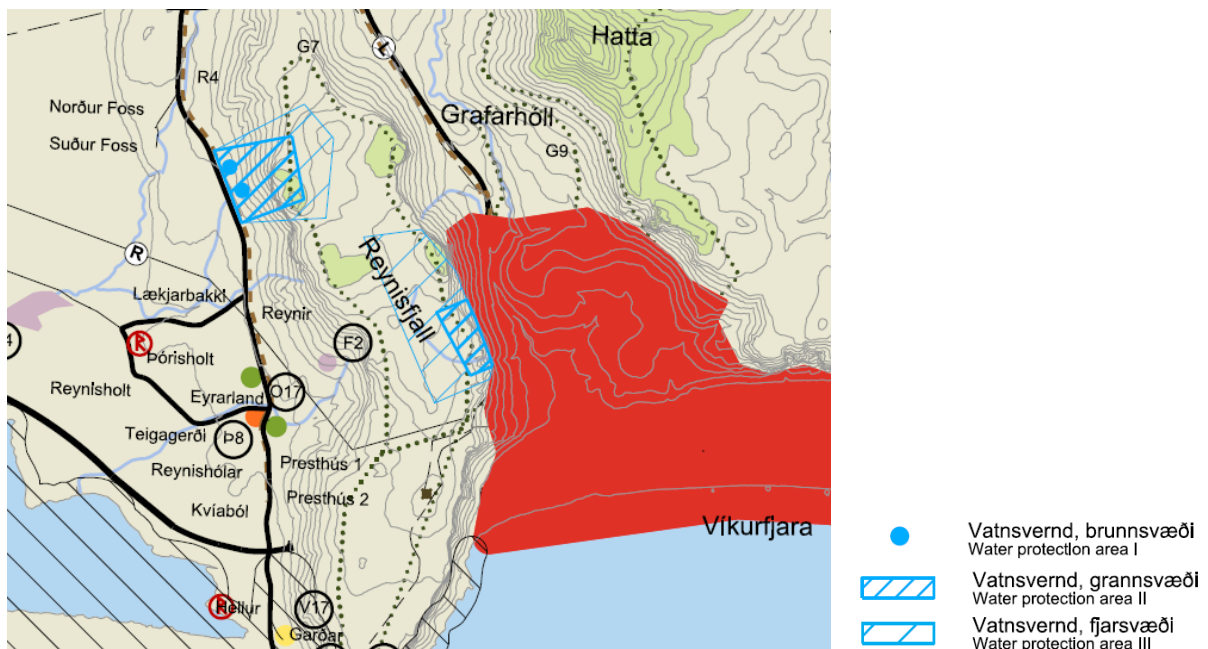 G7
L
Hatta
R4
Norður Foss
Grafarhóll
Suður Foss
G9
R
Reynisfjall
Lækjarbakki
Reynir
4
R
F2
Þórisholt
Reynisholt
Eyrarland
O17
Teigagerði
Þ8
Reynishólar
Presthús 1
Presthús 2
Kvíaból
Víkurfjara
Hellur
V17
Garðar
Vatnsvernd, brunnsvæði
Water protection area I
Vatnsvernd, grannsvæði
Water protection area II
Vatnsvernd, fjarsvæði
Water protection area III